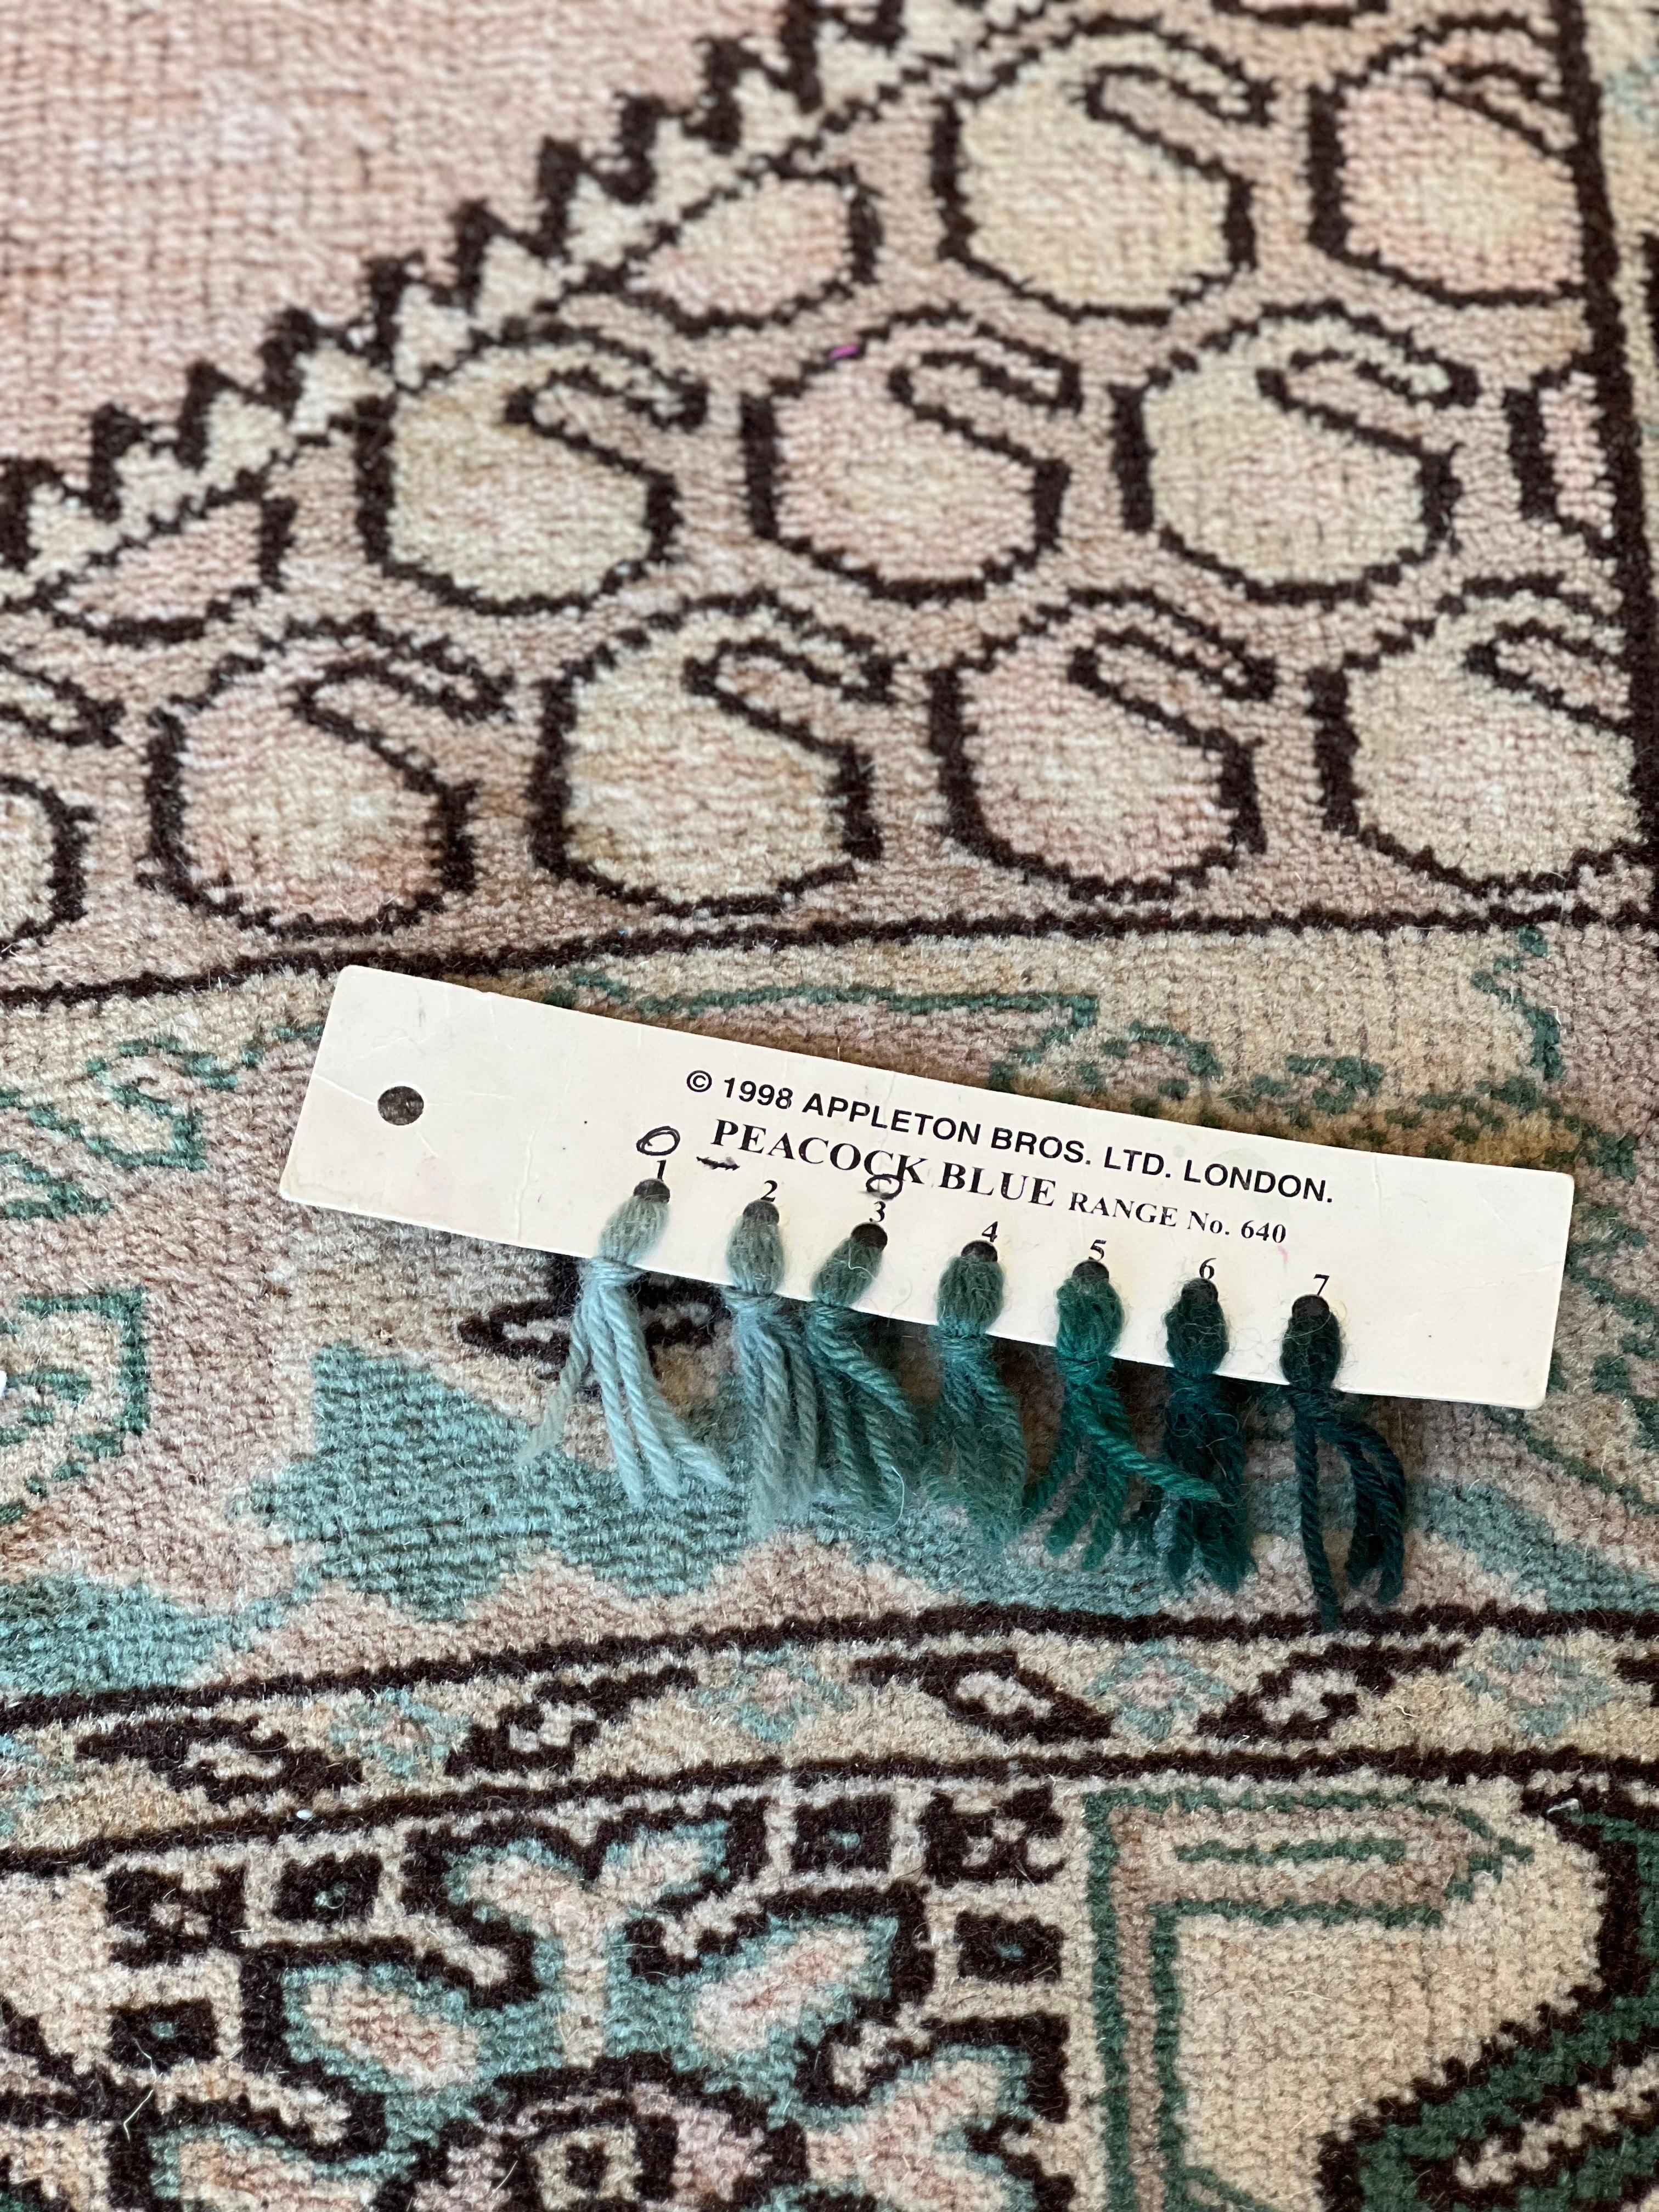 © 1998 APPLETON BROS. LTD. LONDON.
PEACOCK BLUE RANGE No. 640
1 2 3 4 5 6 7